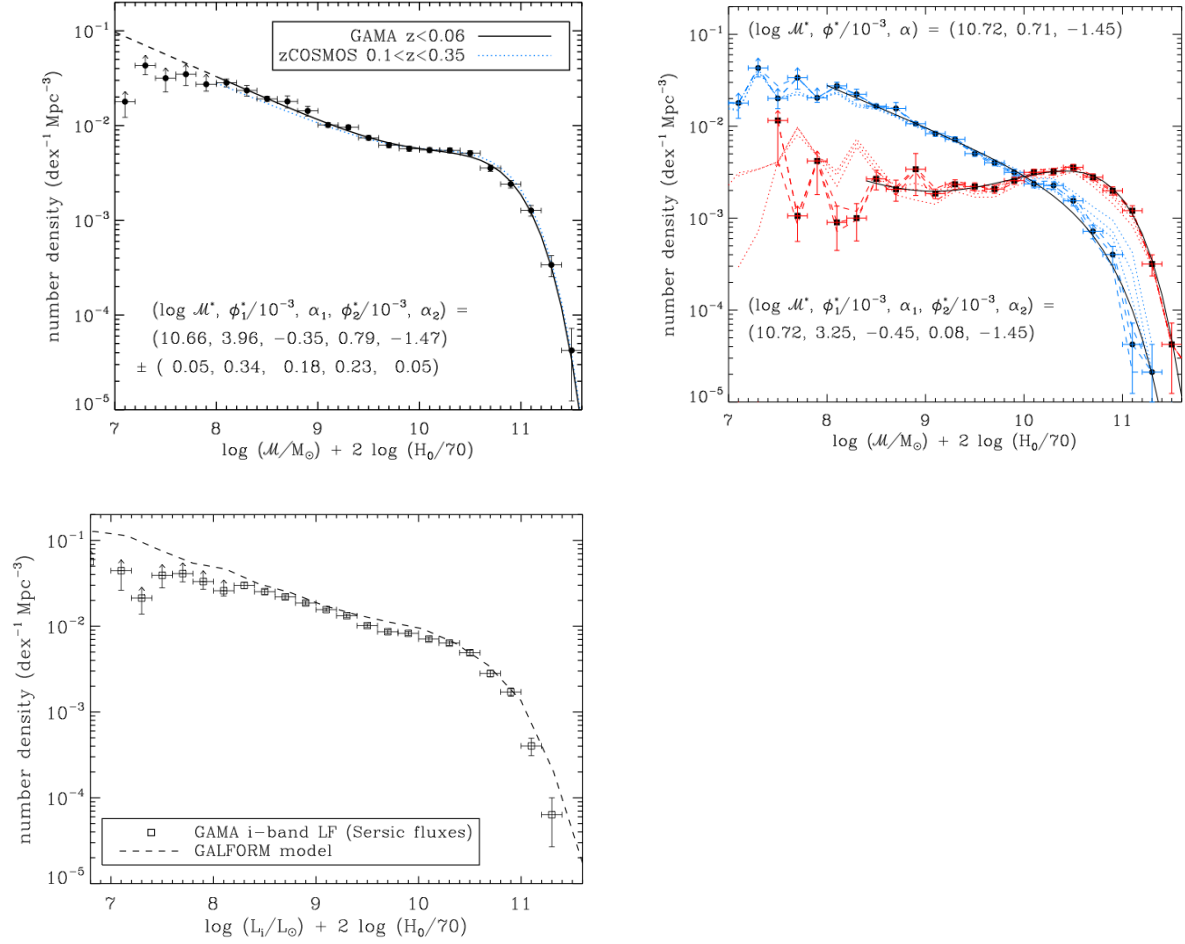 10⁻¹
10⁻²
10⁻³
10⁻⁴
10⁻⁵
number density (dex⁻¹ Mpc⁻³)
GAMA z<0.06
zCOSMOS 0.1<z<0.35
(log ℳ*, ϕ₁*/10⁻³, α₁, ϕ₂*/10⁻³, α₂) =
(10.66, 3.96, −0.35, 0.79, −1.47)
± ( 0.05, 0.34, 0.18, 0.23, 0.05)
7 8 9 10 11
log (ℳ/M⊙) + 2 log (H₀/70)
10⁻¹
10⁻²
10⁻³
10⁻⁴
10⁻⁵
number density (dex⁻¹ Mpc⁻³)
(log ℳ*, ϕ*/10⁻³, α) = (10.72, 0.71, −1.45)
(log ℳ*, ϕ₁*/10⁻³, α₁, ϕ₂*/10⁻³, α₂) =
(10.72, 3.25, −0.45, 0.08, −1.45)
7 8 9 10 11
log (ℳ/M⊙) + 2 log (H₀/70)
10⁻¹
10⁻²
10⁻³
10⁻⁴
10⁻⁵
number density (dex⁻¹ Mpc⁻³)
GAMA i−band LF (Sersic fluxes)
GALFORM model
7 8 9 10 11
log (Lᵢ/L⊙) + 2 log (H₀/70)